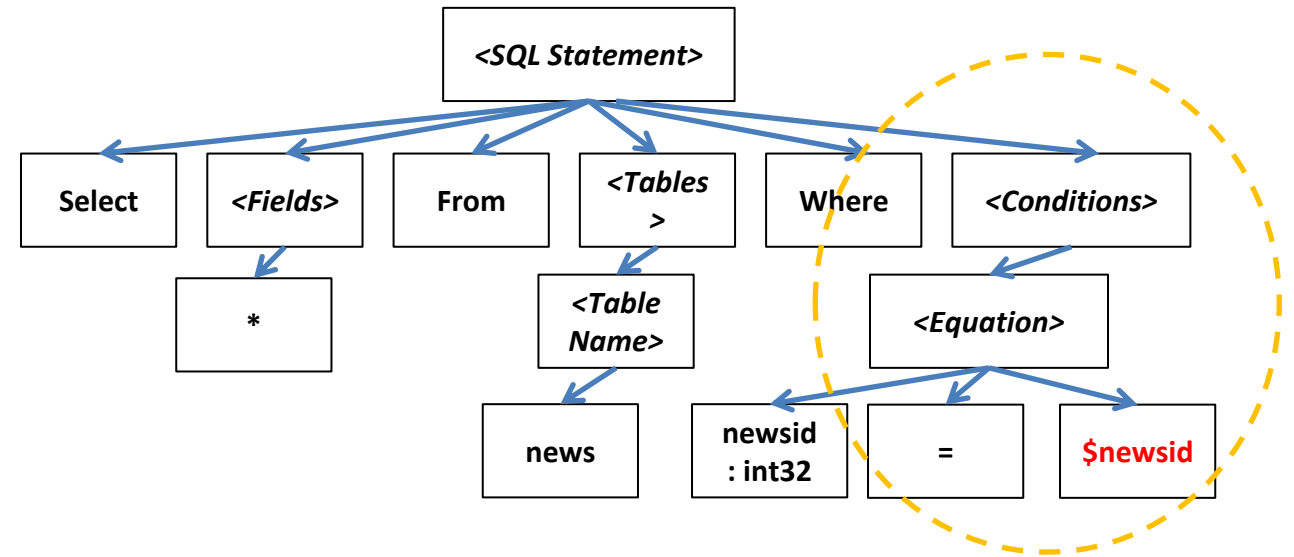 <SQL Statement>
Select
<Fields>
From
<Tables
>
Where
<Conditions>
*
<Table
Name>
<Equation>
news
newsid
: int32
=
$newsid